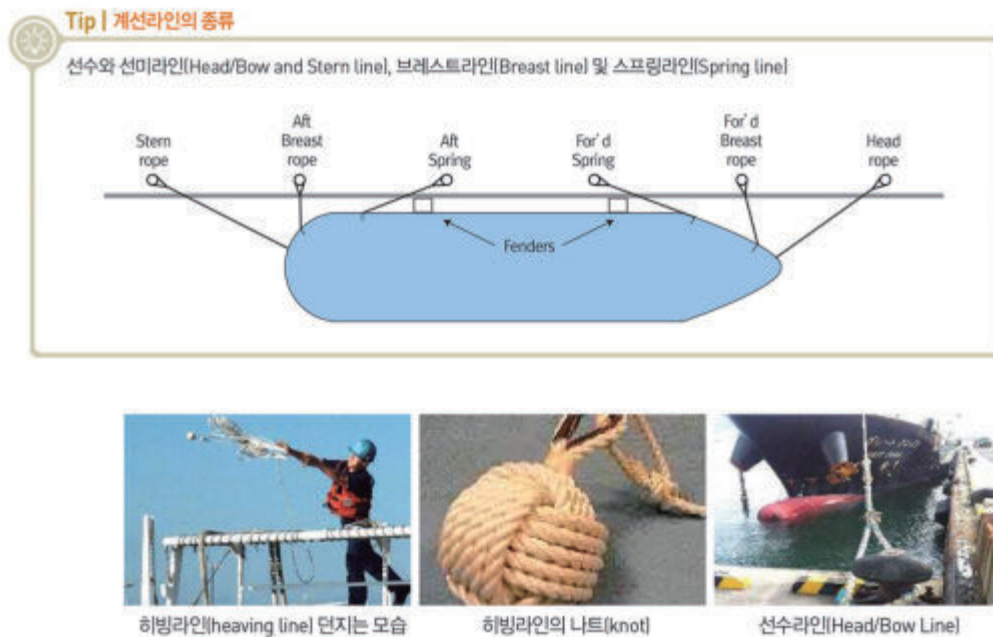 Tip | 계선라인의 종류
선수와 선미라인(Head/Bow and Stern line), 브레스트라인(Breast line) 및 스프링라인(Spring line)
Stern rope
Aft Breast rope
Aft Spring
For'd Spring
For'd Breast rope
Head rope
Fenders
히빙라인(heaving line) 던지는 모습
히빙라인의 나트(knot)
선수라인(Head/Bow Line)